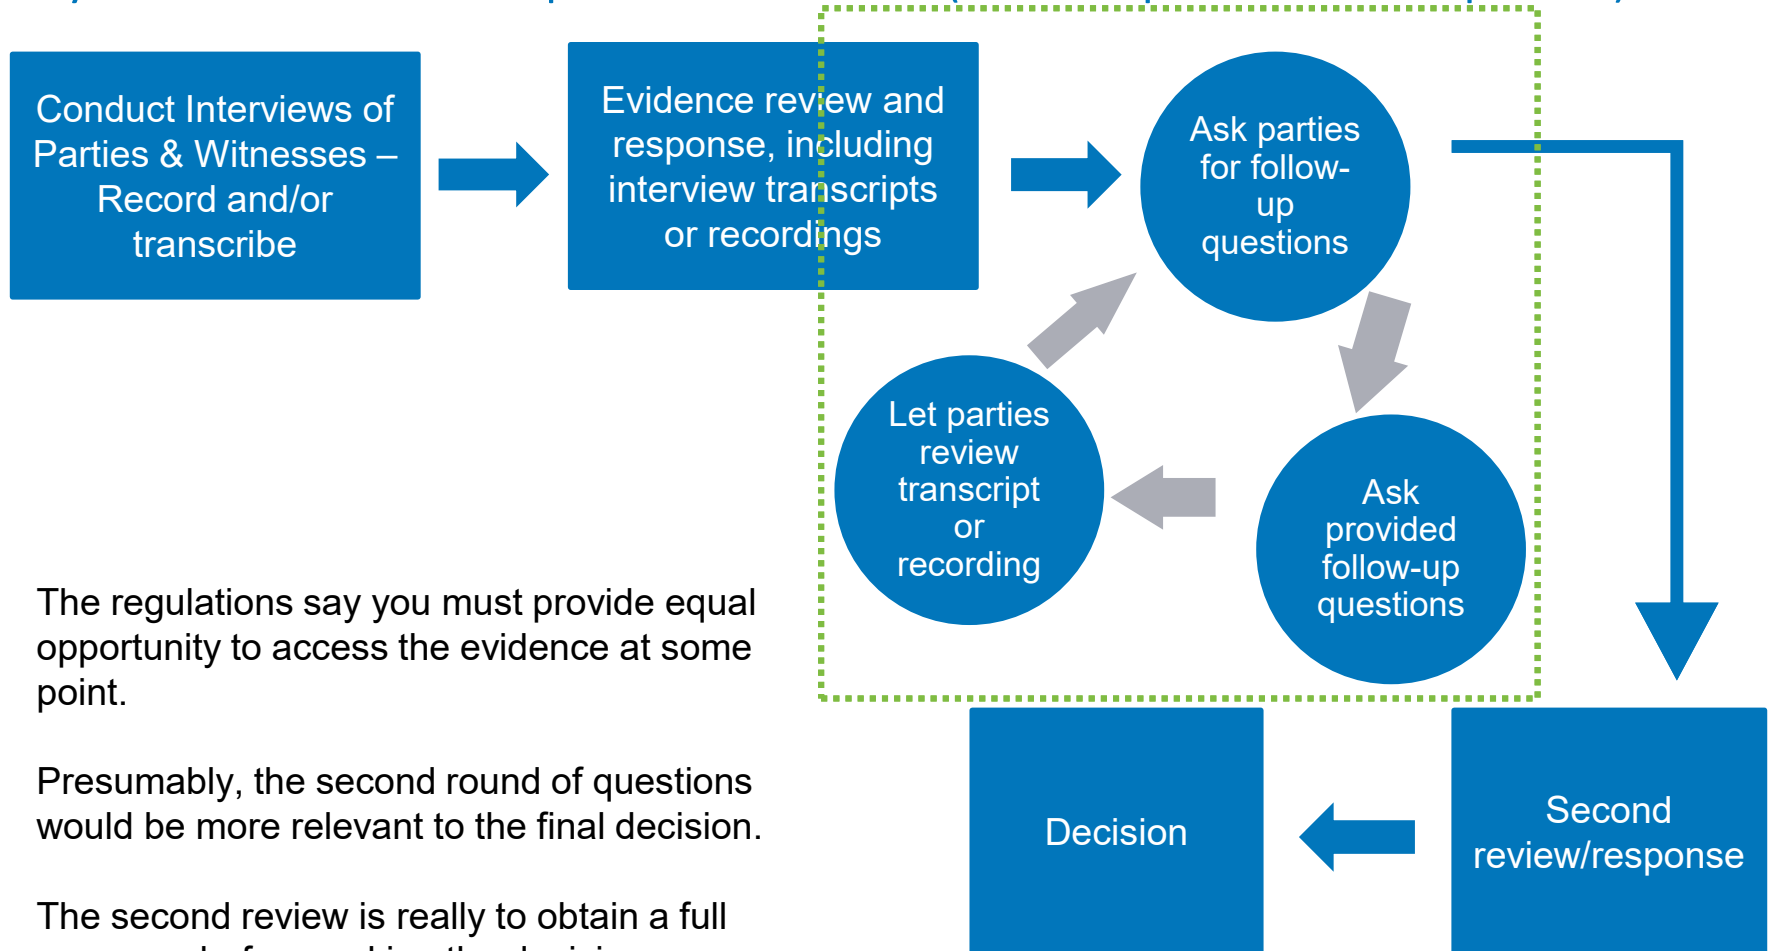 Conduct Interviews of
Parties & Witnesses –
Record and/or
transcribe
Evidence review and
response, including
interview transcripts
or recordings
Ask parties
for follow-
up
questions
Ask
provided
follow-up
questions
Let parties
review
transcript
or
recording
The regulations say you must provide equal
opportunity to access the evidence at some
point.
Presumably, the second round of questions
would be more relevant to the final decision.
The second review is really to obtain a full
Second
review/response
Decision